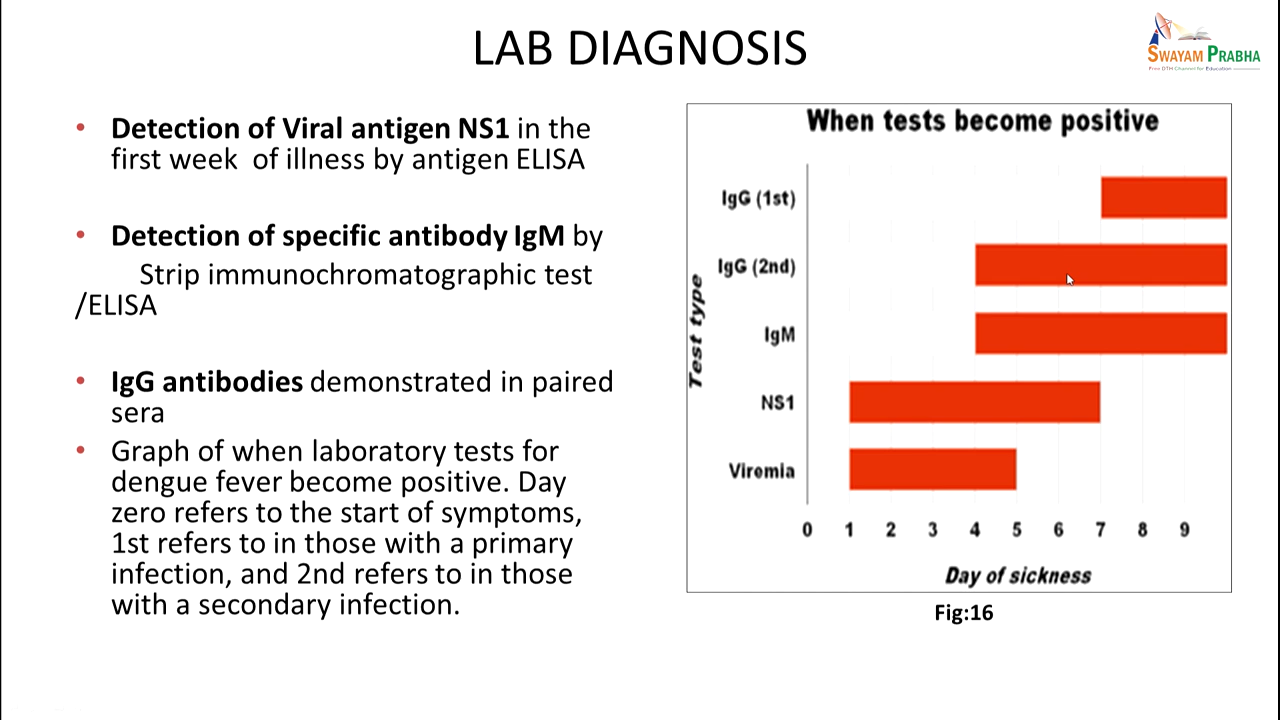 LAB DIAGNOSIS
SWAYAM PRABHA
Free DTH Channel for Education
• Detection of Viral antigen NS1 in the
first week of illness by antigen ELISA
• Detection of specific antibody IgM by
Strip immunochromatographic test
/ELISA
• IgG antibodies demonstrated in paired
sera
• Graph of when laboratory tests for
dengue fever become positive. Day
zero refers to the start of symptoms,
1st refers to in those with a primary
infection, and 2nd refers to in those
with a secondary infection.
When tests become positive
Test type
IgG (1st)
IgG (2nd)
IgM
NS1
Viremia
0 1 2 3 4 5 6 7 8 9
Day of sickness
Fig:16